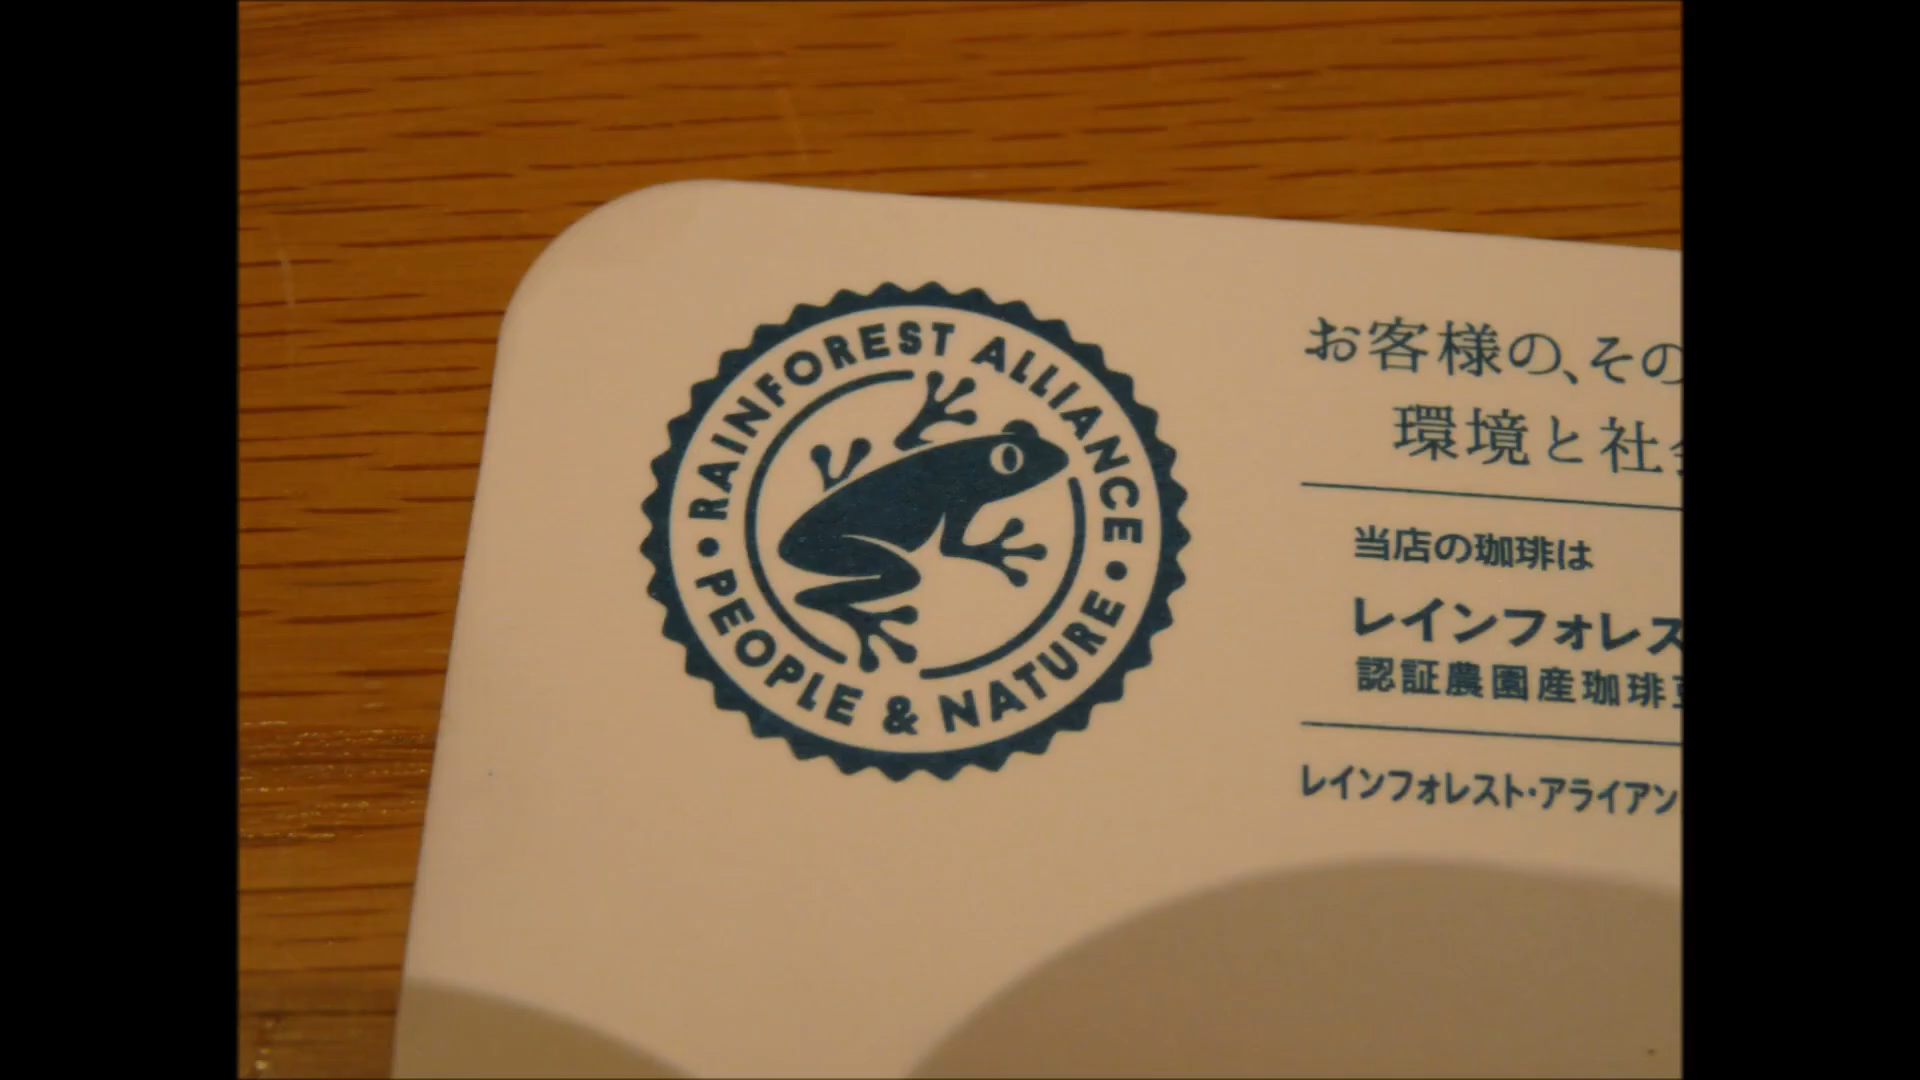 RAINFOREST ALLIANCE
PEOPLE & NATURE
お客様の、その
環境と社会
当店の珈琲は
レインフォレス
認証農園産珈琲豆
レインフォレスト・アライアン